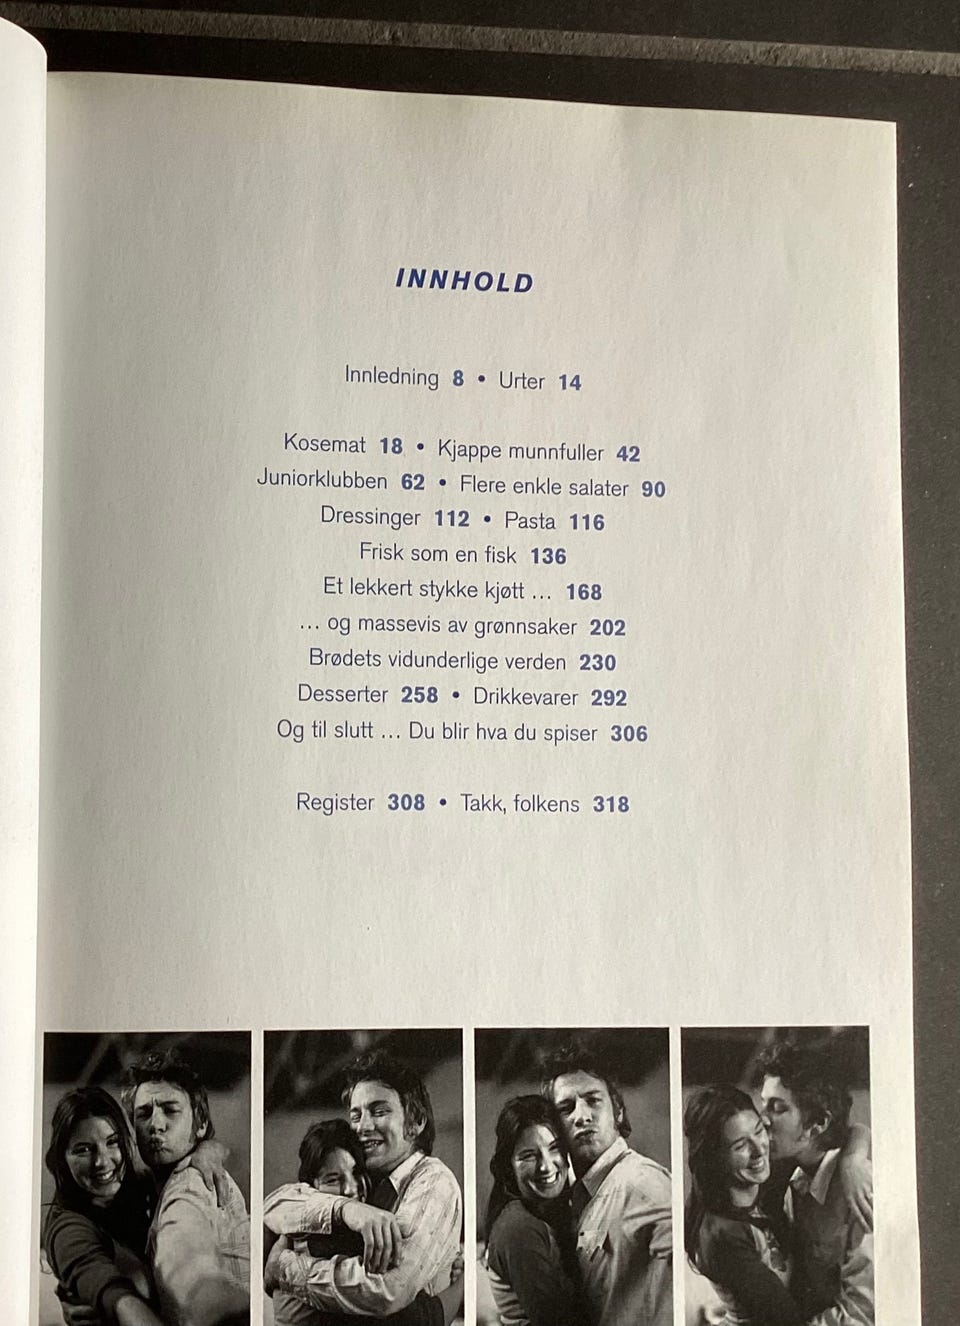 INNHOLD
Innledning 8 • Urter 14
Kosemat 18 • Kjappe munnfuller 42
Juniorklubben 62 • Flere enkle salater 90
Dressinger 112 • Pasta 116
Frisk som en fisk 136
Et lekkert stykke kjøtt ... 168
... og massevis av grønnsaker 202
Brødets vidunderlige verden 230
Desserter 258 • Drikkevarer 292
Og til slutt ... Du blir hva du spiser 306
Register 308 • Takk, folkens 318